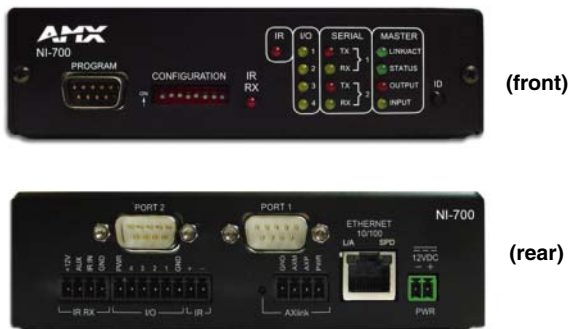 AMX
NI-700
PROGRAM
CONFIGURATION
ON
IR
RX
IR
I/O
1
2
3
4
SERIAL
TX
RX
1
TX
RX
2
MASTER
LINK/ACT
STATUS
OUTPUT
INPUT
ID
(front)
PORT 2
PORT 1
NI-700
ETHERNET
10/100
L/A SPD
12VDC
- +
PWR
+12V AUX IR IN GND
PWR 4 3 2 1 GND + -
GND AXM AXP PWR
IR RX I/O IR AXlink
(rear)